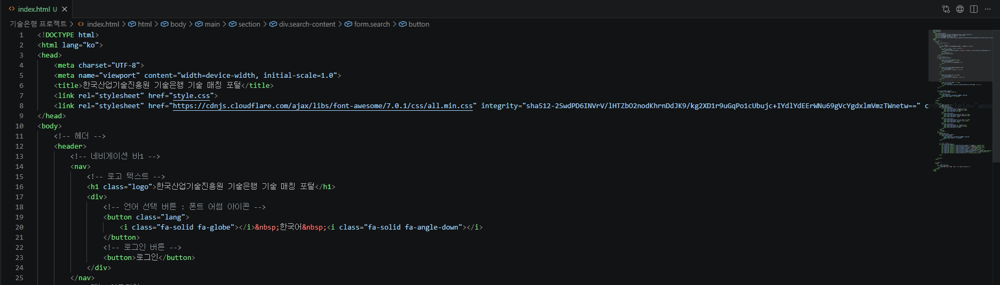 index.html U
기술은행 프로젝트 > index.html > html > body > main > section > div.search-content > form.search > button
1 <!DOCTYPE html>
2 <html lang="ko">
3 <head>
4 <meta charset="UTF-8">
5 <meta name="viewport" content="width=device-width, initial-scale=1.0">
6 <title>한국산업기술진흥원 기술은행 기술 매칭 포털</title>
7 <link rel="stylesheet" href="style.css">
8 <link rel="stylesheet" href="https://cdnjs.cloudflare.com/ajax/libs/font-awesome/7.0.1/css/all.min.css" integrity="sha512-2SwdPD6INVrV/lHTZbO2nodKhrnDdJK9/kg2XD1r9uGqPo1cUbujc+IYdlYdEErWNu69gVcYgdxlmVmzTWnetw==" crossorigin="anon
9 </head>
10 <body>
11 <!-- 헤더 -->
12 <header>
13 <!-- 네비게이션 바1 -->
14 <nav>
15 <!-- 로고 텍스트 -->
16 <h1 class="logo">한국산업기술진흥원 기술은행 기술 매칭 포털</h1>
17 <div>
18 <!-- 언어 선택 버튼 : 폰트 어썸 아이콘 -->
19 <button class="lang">
20 <i class="fa-solid fa-globe"></i>&nbsp;한국어&nbsp;<i class="fa-solid fa-angle-down"></i>
21 </button>
22 <!-- 로그인 버튼 -->
23 <button>로그인</button>
24 </div>
25 </nav>